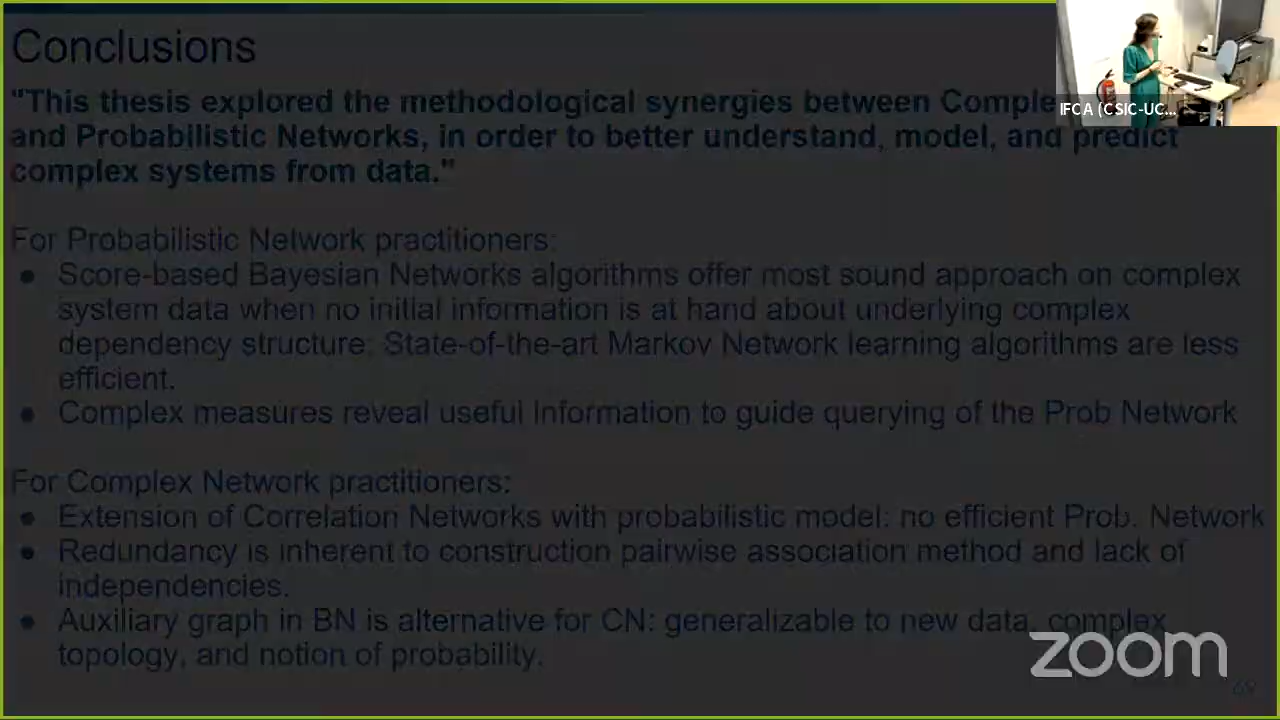 Conclusions
"This thesis explored the methodological synergies between Comple
and Probabilistic Networks, in order to better understand, model, and predict
complex systems from data."
For Probabilistic Network practitioners:
● Score-based Bayesian Networks algorithms offer most sound approach on complex
system data when no initial information is at hand about underlying complex
dependency structure: State-of-the-art Markov Network learning algorithms are less
efficient.
● Complex measures reveal useful information to guide querying of the Prob Network
For Complex Network practitioners:
● Extension of Correlation Networks with probabilistic model: no efficient Prob. Network
● Redundancy is inherent to construction pairwise association method and lack of
independencies.
● Auxiliary graph in BN is alternative for CN: generalizable to new data, complex
topology, and notion of probability.
IFCA (CSIC-UC...
zoom
69